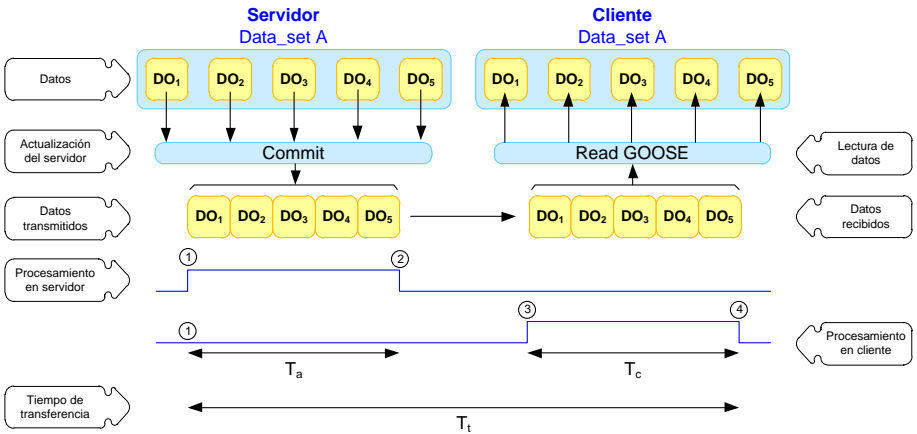 Servidor
Cliente
Data_set A
Data_set A
Datos
DO1 DO2 DO3 DO4 DO5
DO1 DO2 DO3 DO4 DO5
Actualización
del servidor
Commit
Read GOOSE
Lectura de
datos
Datos
transmitidos
DO1 DO2 DO3 DO4 DO5
DO1 DO2 DO3 DO4 DO5
Datos
recibidos
Procesamiento
en servidor
1
2
1
3
4
Procesamiento
en cliente
Ta
Tc
Tiempo de
transferencia
Tt